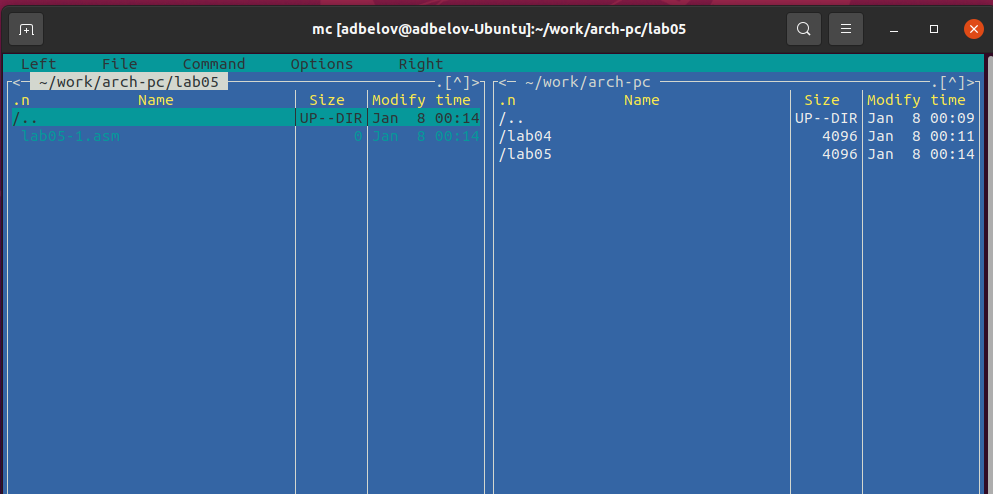 mc [adbelov@adbelov-Ubuntu]:~/work/arch-pc/lab05
Left File Command Options Right
<— ~/work/arch-pc/lab05 .[^]>
.n Name Size Modify time
/.. UP--DIR Jan 8 00:14
lab05-1.asm 0 Jan 8 00:14
<— ~/work/arch-pc .[^]>
.n Name Size Modify time
/.. UP--DIR Jan 8 00:09
/lab04 4096 Jan 8 00:11
/lab05 4096 Jan 8 00:14